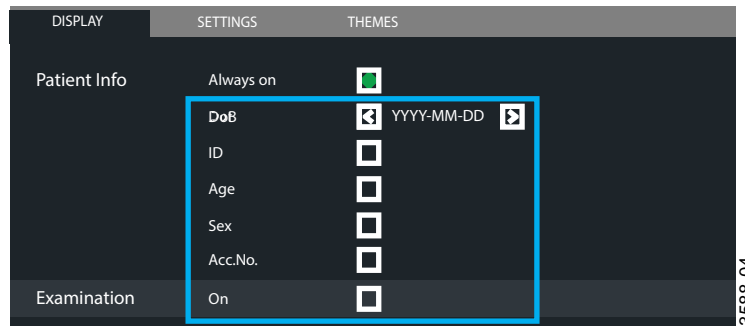 DISPLAY SETTINGS THEMES
Patient Info Always on
DoB < YYYY-MM-DD >
ID
Age
Sex
Acc.No.
Examination On